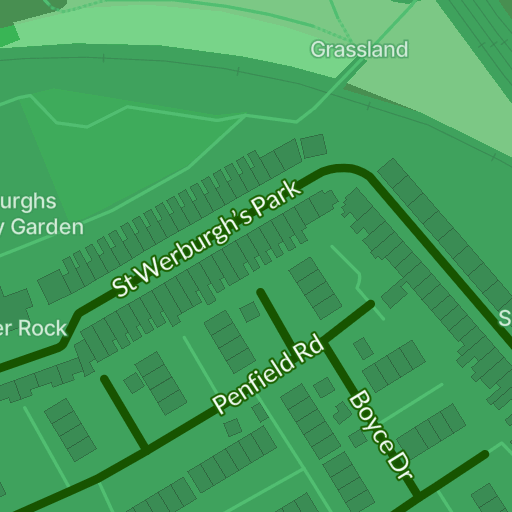 Grassland
urghs
y Garden
St Werburgh's Park
er Rock
S
Penfield Rd
Boyce Dr